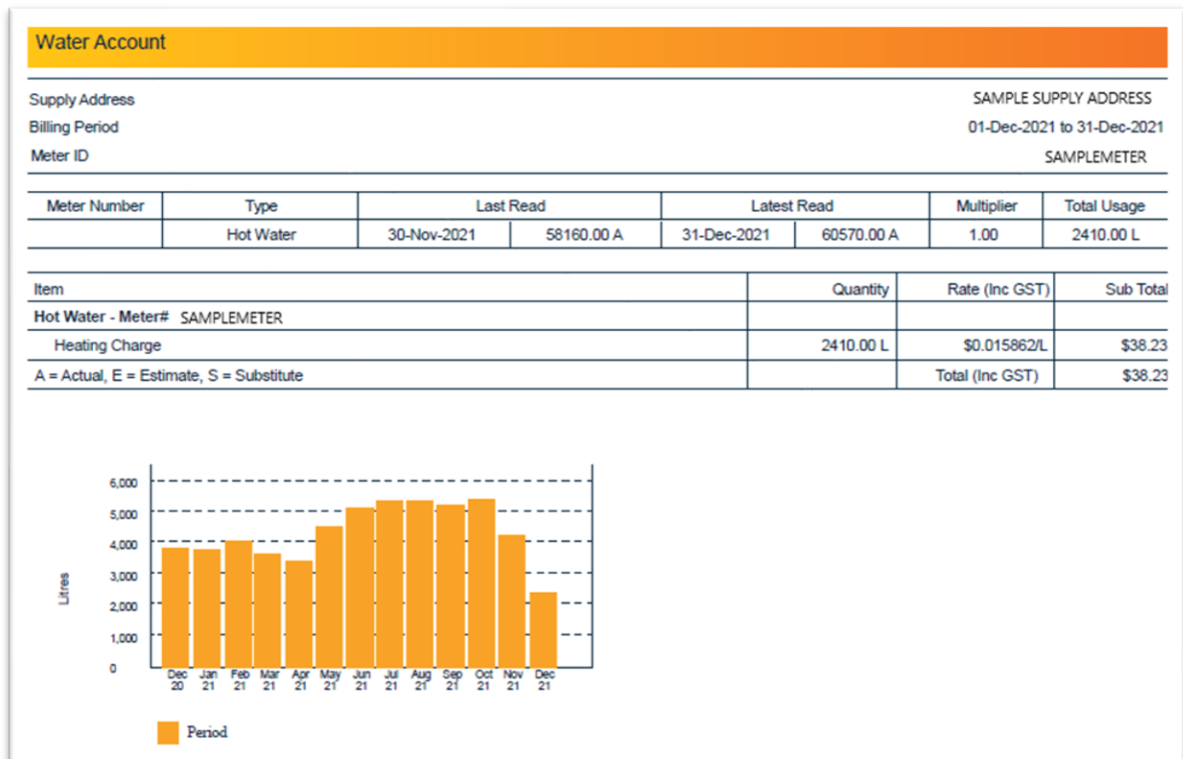 Water Account
Supply Address SAMPLE SUPPLY ADDRESS
Billing Period 01-Dec-2021 to 31-Dec-2021
Meter ID SAMPLEMETER
Meter Number Type Last Read Latest Read Multiplier Total Usage
Hot Water 30-Nov-2021 58160.00 A 31-Dec-2021 60570.00 A 1.00 2410.00 L
Item Quantity Rate (Inc GST) Sub Total
Hot Water - Meter# SAMPLEMETER
Heating Charge 2410.00 L $0.015862/L $38.23
A = Actual, E = Estimate, S = Substitute Total (Inc GST) $38.23
6,000
5,000
4,000
3,000
Litres
2,000
1,000
0
Dec Jan Feb Mar Apr May Jun Jul Aug Sep Oct Nov Dec
20 21 21 21 21 21 21 21 21 21 21 21 21
Period